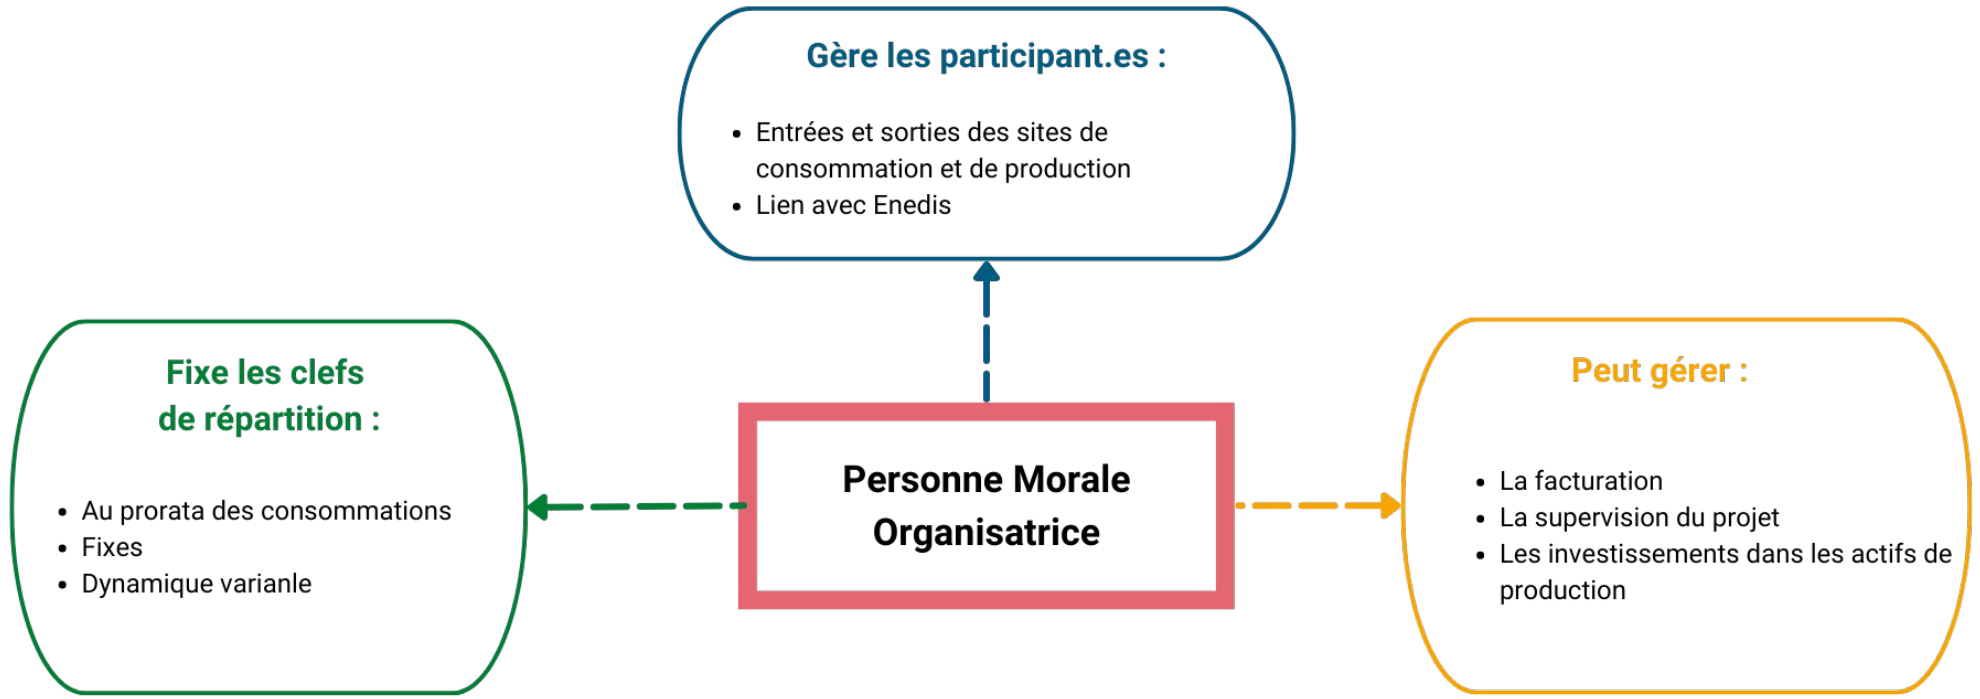 Gère les participant.es :
• Entrées et sorties des sites de
consommation et de production
• Lien avec Enedis
Fixe les clefs
de répartition :
• Au prorata des consommations
• Fixes
• Dynamique varianle
Personne Morale
Organisatrice
Peut gérer :
• La facturation
• La supervision du projet
• Les investissements dans les actifs de
production